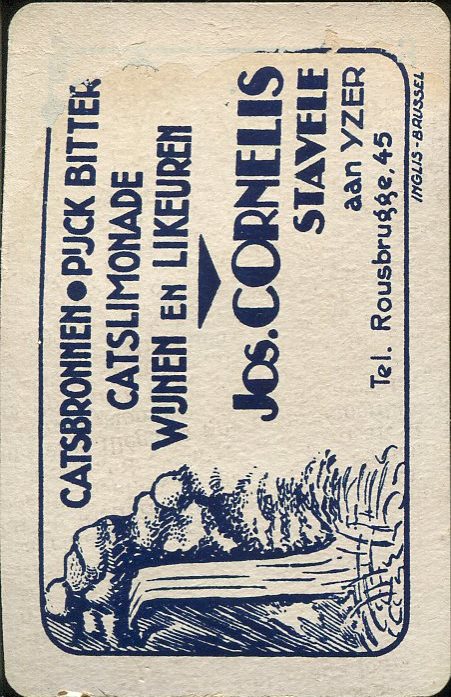 CATSBRONNEN • PIJCK BITTER
CATSLIMONADE
WIJNEN EN LIKEUREN
JOS. CORNELIS
STAVELE
aan YZER
Tel. Rousbrugge. 45
INGLIS-BRUSSEL